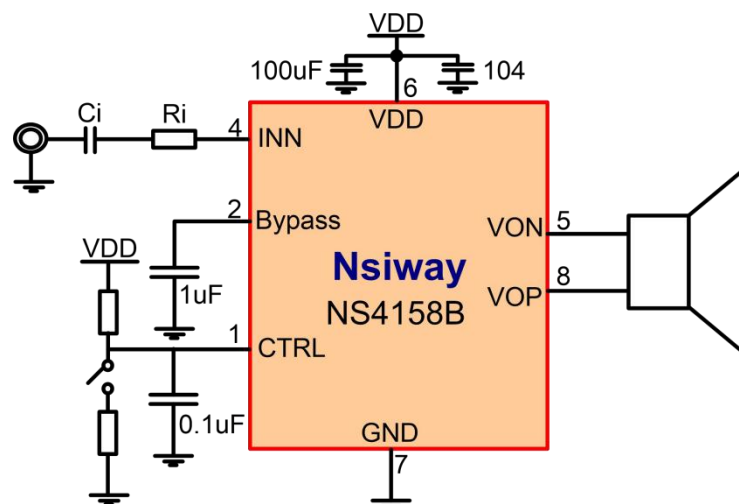 VDD
100uF
104
6
VDD
Ci
Ri
4
INN
2
Bypass
VON
5
VDD
Nsiway
1uF
NS4158B
VOP
8
1
CTRL
0.1uF
GND
7